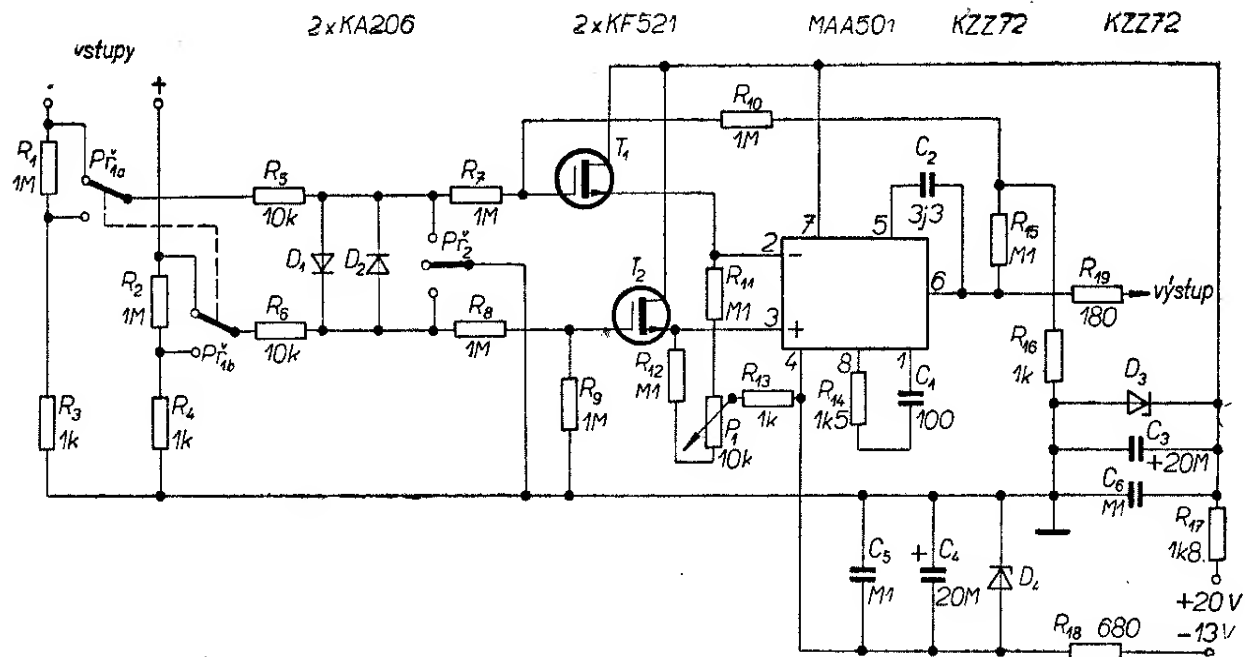 2xKA206 2xKF521 MAA501 KZZ72 KZZ72
vstupy
- +
R1 1M
Př1a
R5 10k
R7 1M
R10 1M
T1
C2 3j3
D1 D2
Př2
R2 1M
Př1b
R6 10k
R8 1M
T2
R11 M1
2 - 7 5 6
3 + 4 8 1
R15 M1
R19 180
výstup
R16 1k
R3 1k
R4 1k
R9 1M
R12 M1
P1 10k
R13 1k
R14 1k5
C1 100
D3
C3 +20M
C6 M1
R17 1k8
C5 M1
+ C4 20M
D4
+20V
-13V
R18 680